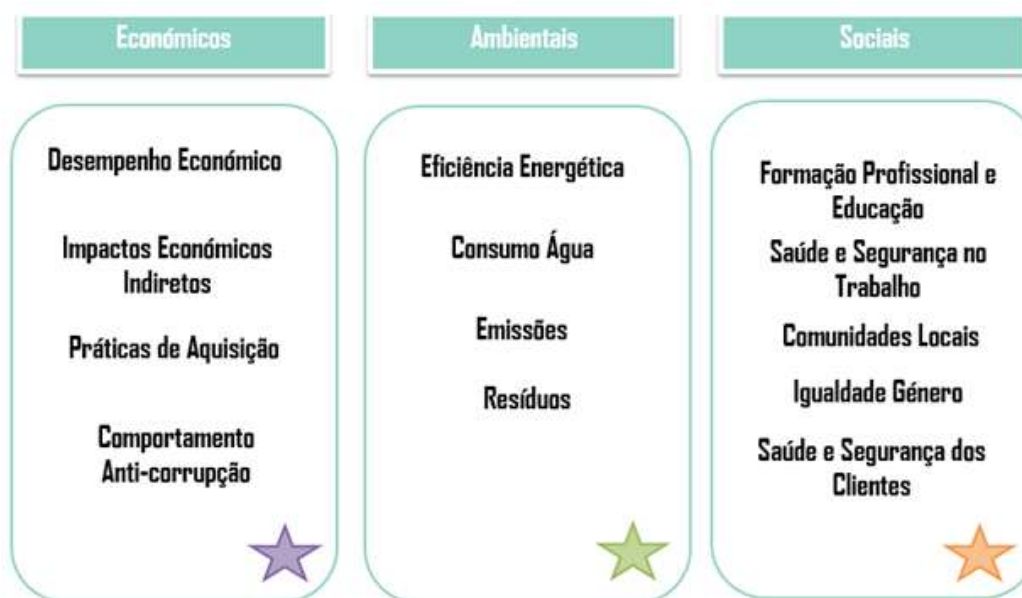 Económicos
Desempenho Económico
Impactos Económicos
Indiretos
Práticas de Aquisição
Comportamento
Anti-corrupção
Ambientais
Eficiência Energética
Consumo Água
Emissões
Resíduos
Sociais
Formação Profissional e
Educação
Saúde e Segurança no
Trabalho
Comunidades Locais
Igualdade Género
Saúde e Segurança dos
Clientes